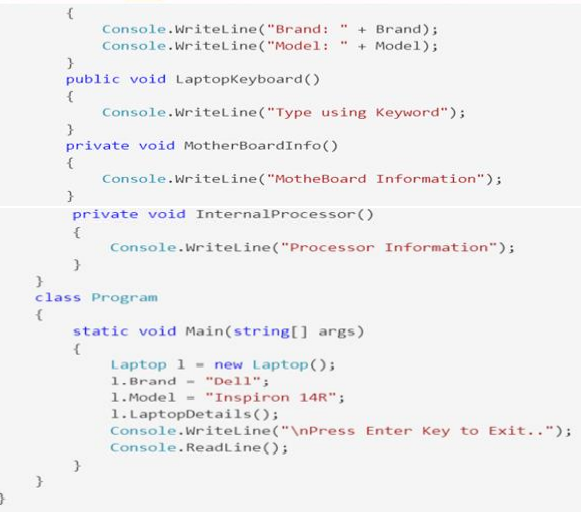 {
Console.WriteLine("Brand: " + Brand);
Console.WriteLine("Model: " + Model);
}
public void LaptopKeyboard()
{
Console.WriteLine("Type using Keyword");
}
private void MotherBoardInfo()
{
Console.WriteLine("MotheBoard Information");
}
private void InternalProcessor()
{
Console.WriteLine("Processor Information");
}
}
class Program
{
static void Main(string[] args)
{
Laptop l = new Laptop();
l.Brand = "Dell";
l.Model = "Inspiron 14R";
l.LaptopDetails();
Console.WriteLine("\nPress Enter Key to Exit..");
Console.ReadLine();
}
}
}